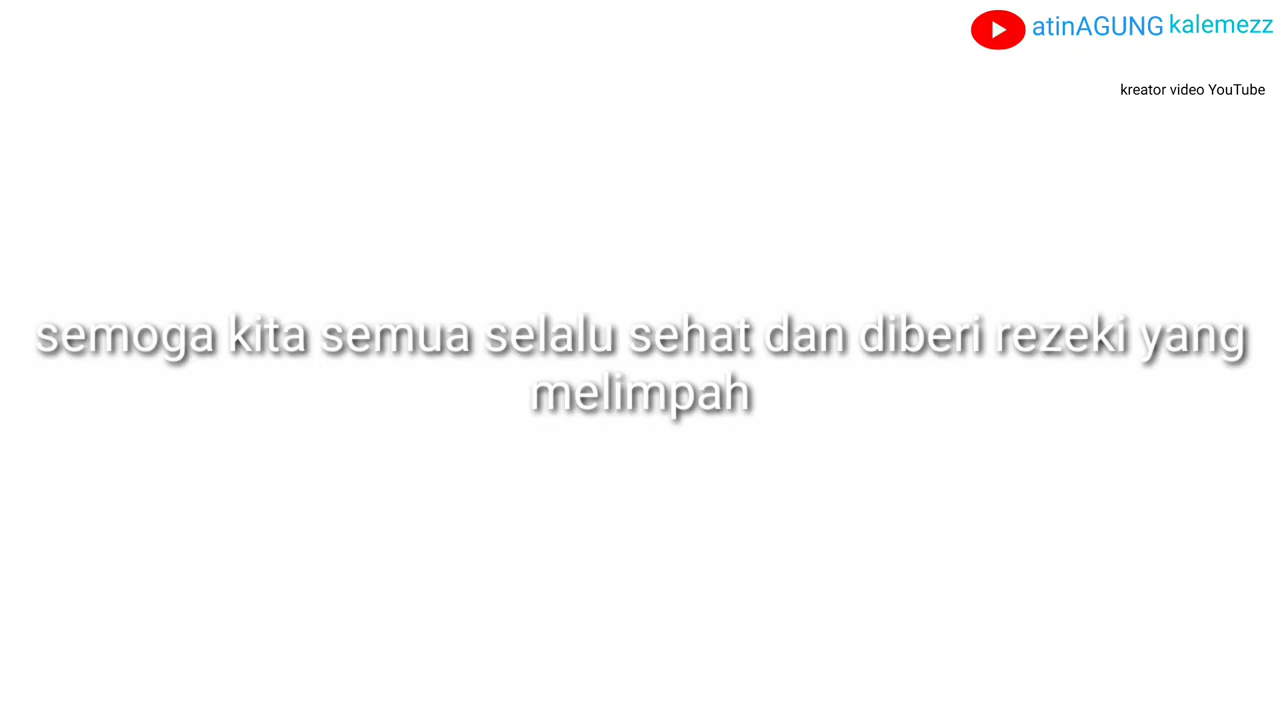 atinAGUNG kalemezz
kreator video YouTube
semoga kita semua selalu sehat dan diberi rezeki yang
melimpah